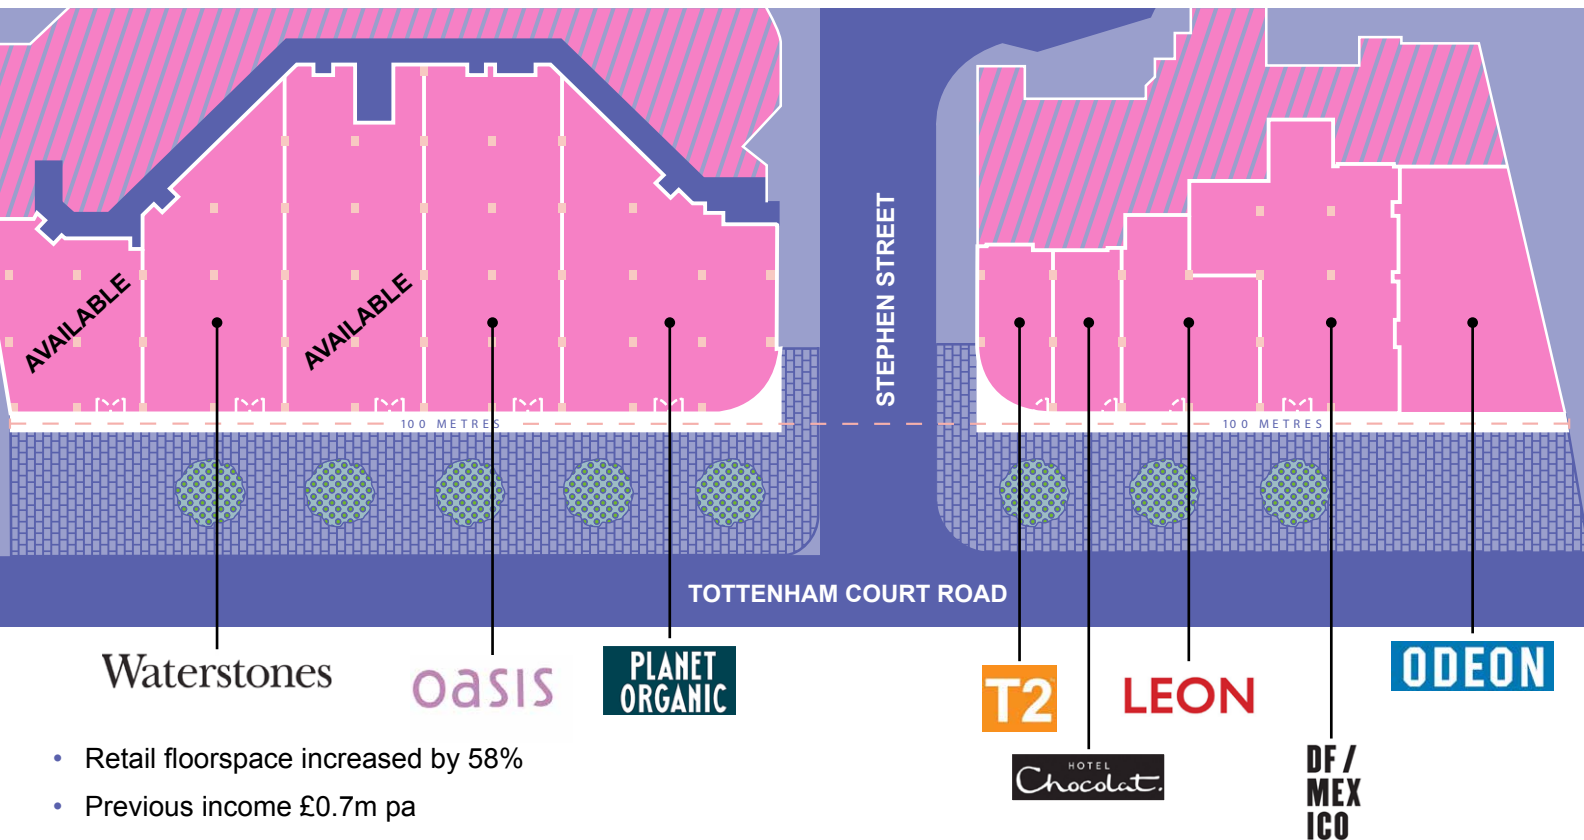 AVAILABLE
AVAILABLE
STEPHEN STREET
100 METRES
100 METRES
TOTTENHAM COURT ROAD
Waterstones
oasis
PLANET
ORGANIC
T2
LEON
ODEON
HOTEL
Chocolat.
DF /
MEX
ICO
• Retail floorspace increased by 58%
• Previous income £0.7m pa